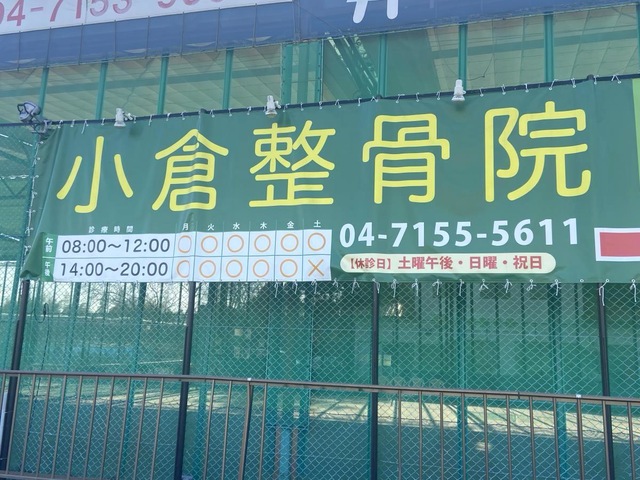 小倉整骨院
診療時間 月 火 水 木 金 土
午前 08:00〜12:00 〇 〇 〇 〇 〇 〇
午後 14:00〜20:00 〇 〇 〇 〇 〇 ×
04-7155-5611
【休診日】土曜午後・日曜・祝日